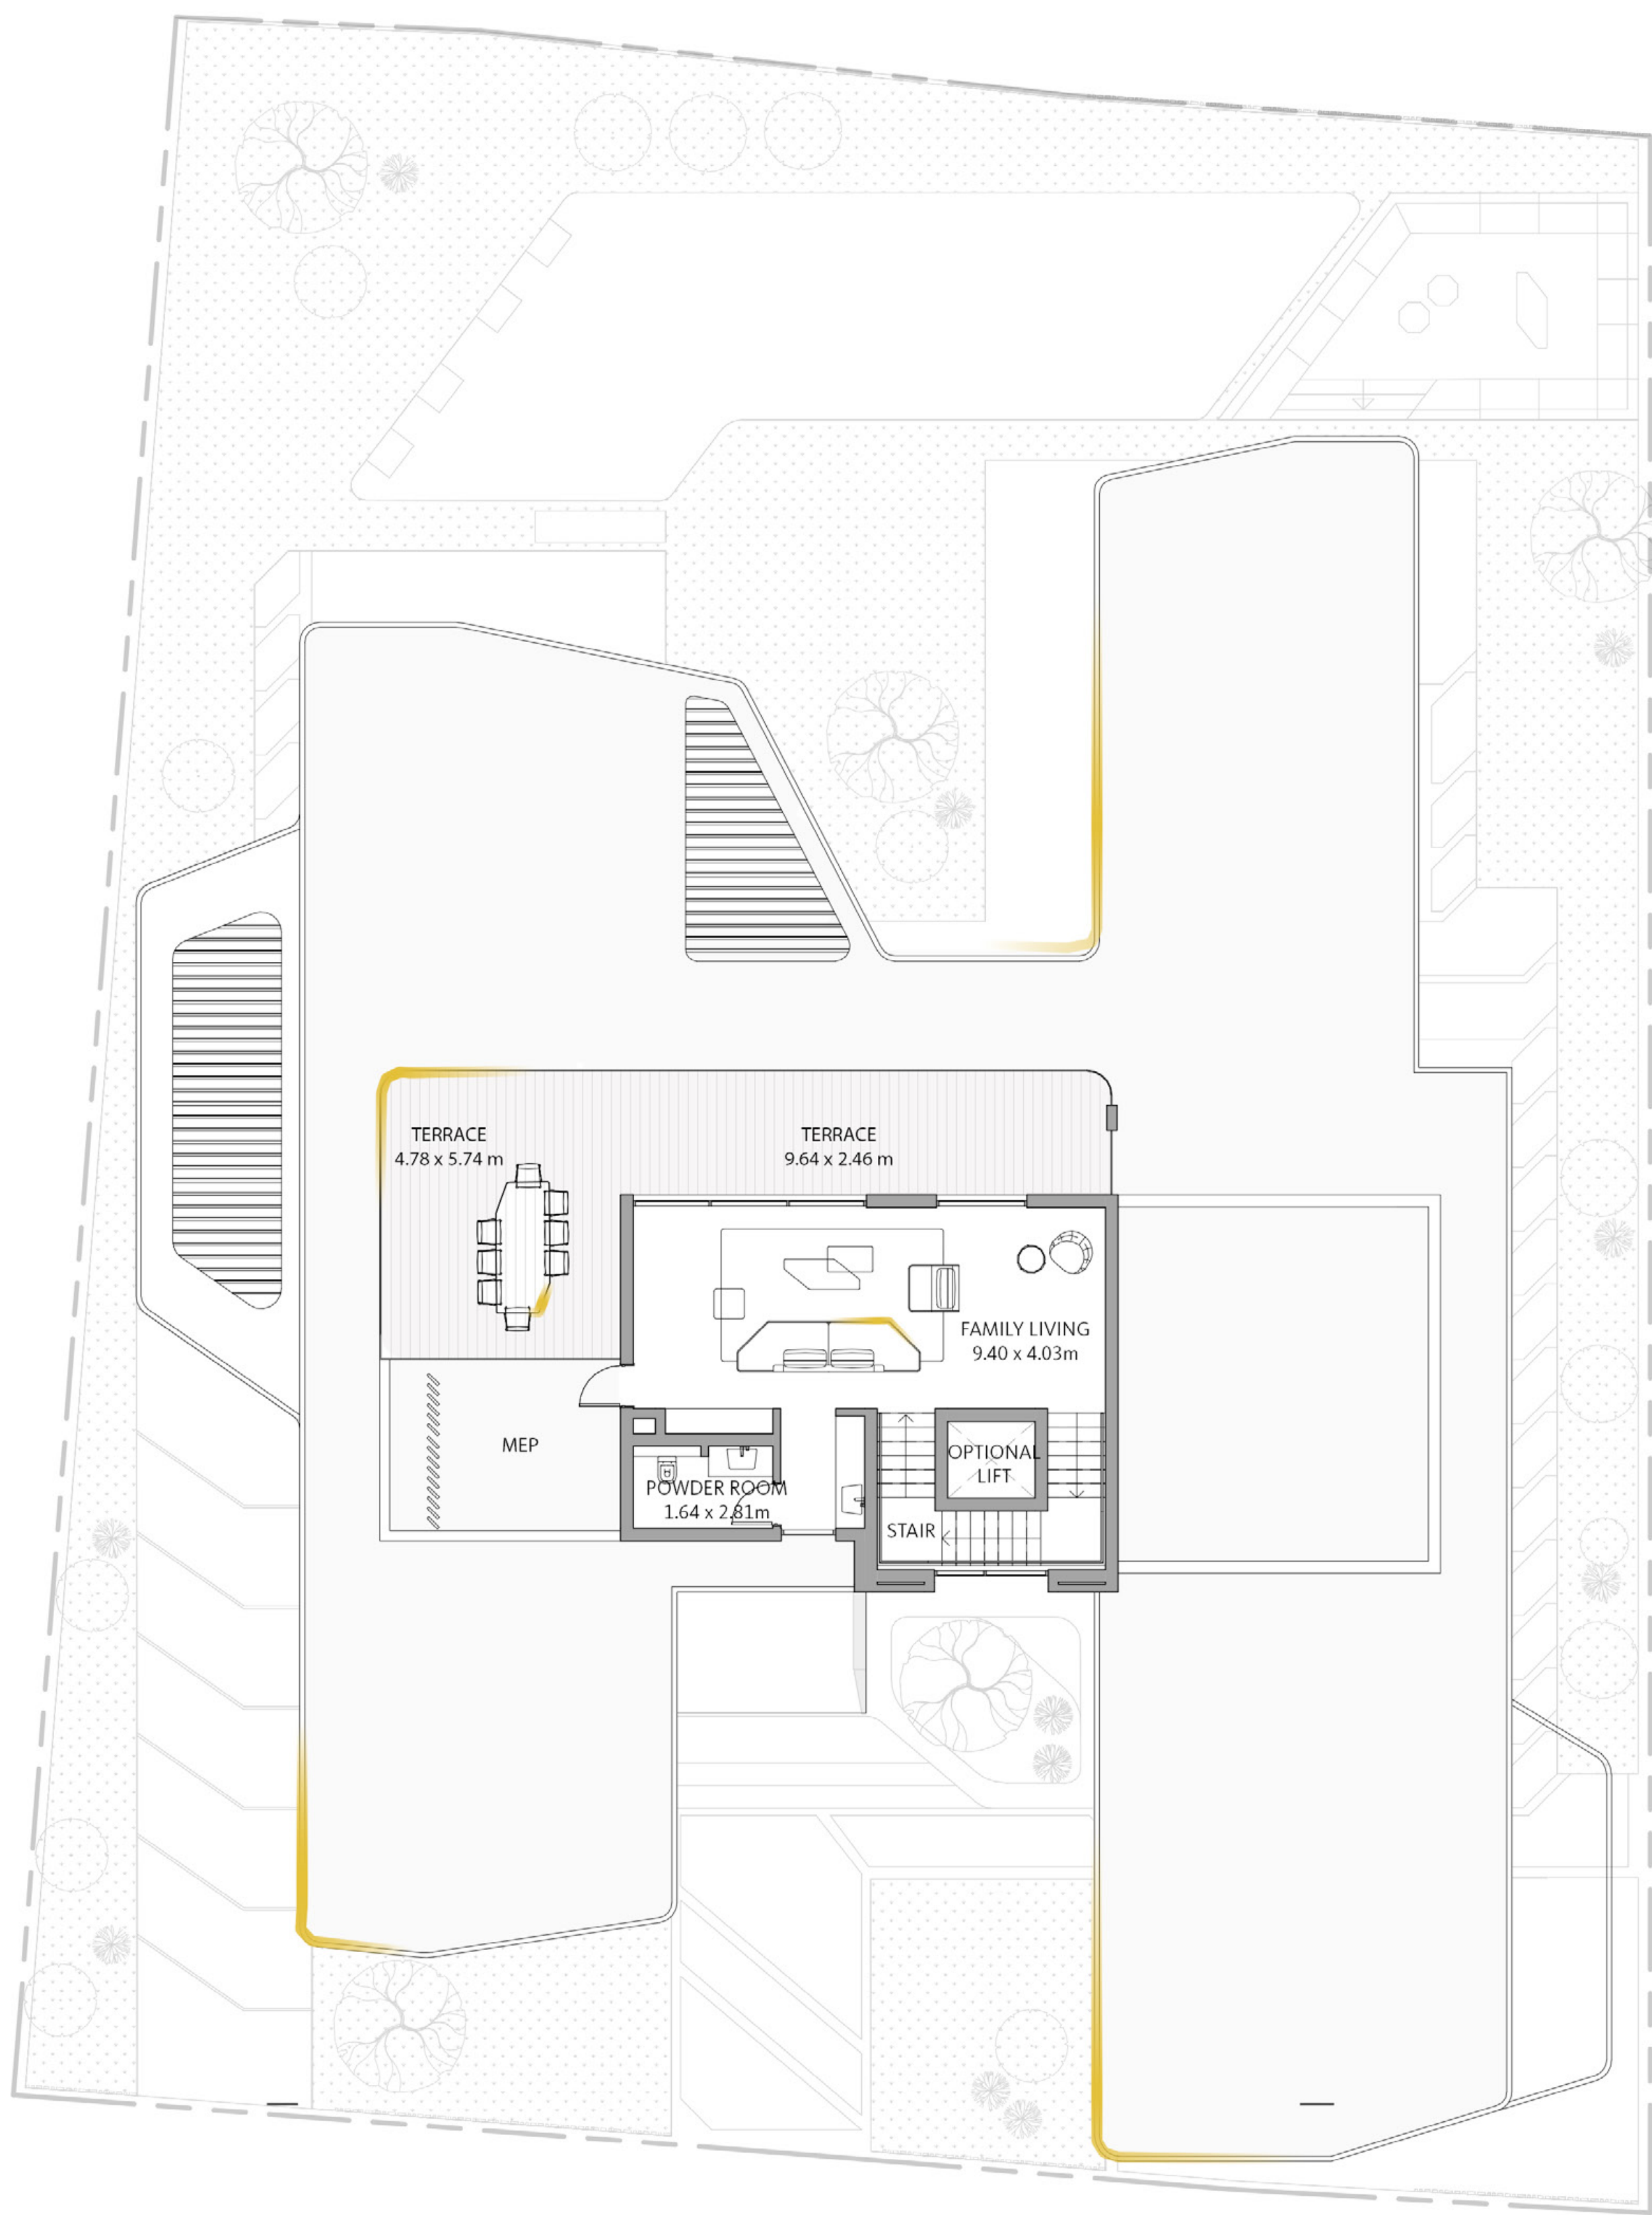 TERRACE
4.78 x 5.74 m
TERRACE
9.64 x 2.46 m
FAMILY LIVING
9.40 x 4.03m
MEP
OPTIONAL
LIFT
POWDER ROOM
1.64 x 2.81m
STAIR